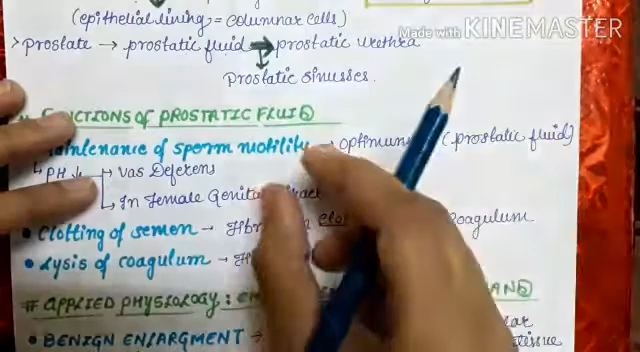 (epithelial lining = columnar cells)
Made with KINEMASTER
> Prostate → prostatic fluid → prostatic urethra
↓
Prostatic sinusses.
# FUNCTIONS OF PROSTATIC FLUID
Maintenance of sperm motility → optimum (prostatic fluid)
↳ PH ↓ → Vas Deferens
↳ In Female Genital
• Clotting of semen → coagulum
• Lysis of coagulum →
# APPLIED PHYSIOLOGY:
• BENIGN ENLARGMENT →
tissue